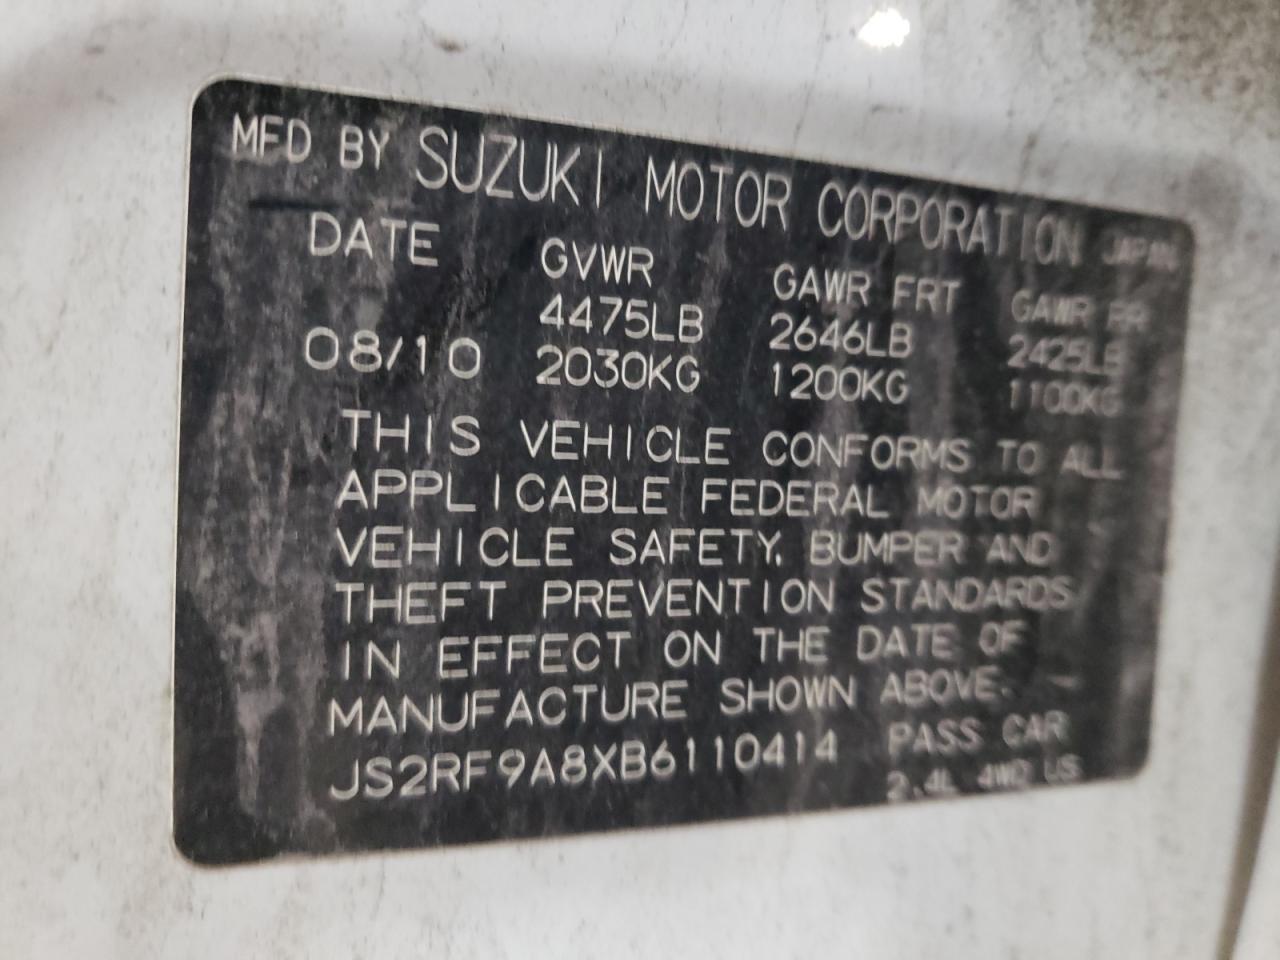 MFD BY SUZUKI MOTOR CORPORATION JAPAN
DATE GVWR GAWR FRT GAWR RR
4475LB 2646LB 2425LB
08/10 2030KG 1200KG 1100KG
THIS VEHICLE CONFORMS TO ALL
APPLICABLE FEDERAL MOTOR
VEHICLE SAFETY, BUMPER AND
THEFT PREVENTION STANDARDS
IN EFFECT ON THE DATE OF
MANUFACTURE SHOWN ABOVE.
JS2RF9A8XB6110414 PASS CAR
2.4L 4WD US